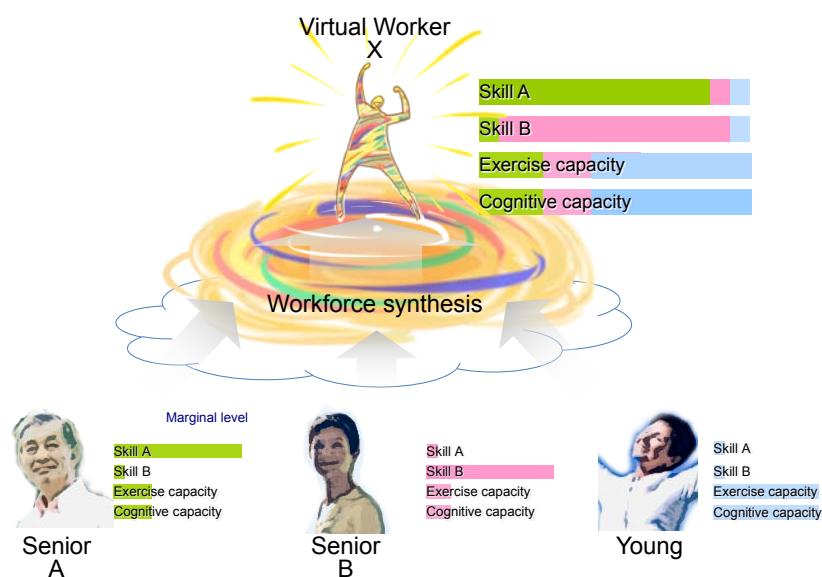 Virtual Worker
X
Skill A
Skill B
Exercise capacity
Cognitive capacity
Workforce synthesis
Marginal level
Skill A
Skill B
Exercise capacity
Cognitive capacity
Senior
A
Skill A
Skill B
Exercise capacity
Cognitive capacity
Senior
B
Skill A
Skill B
Exercise capacity
Cognitive capacity
Young